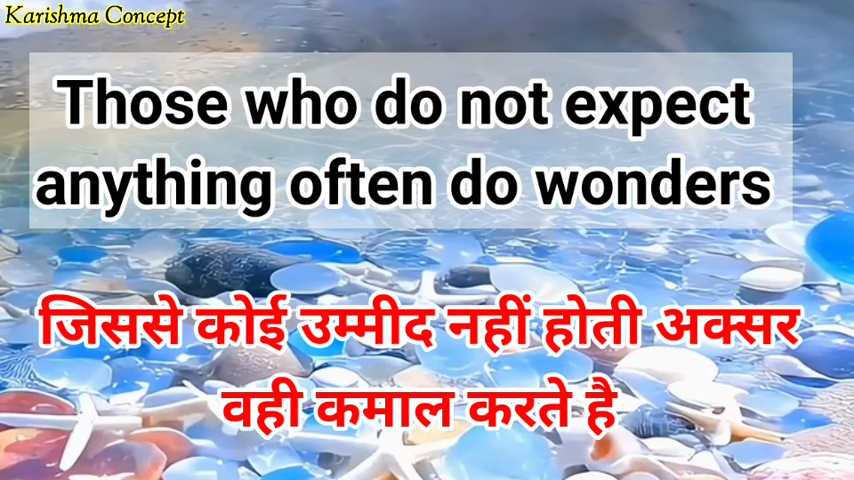 Karishma Concept
Those who do not expect
anything often do wonders
जिससे कोई उम्मीद नहीं होती अक्सर
वही कमाल करते है